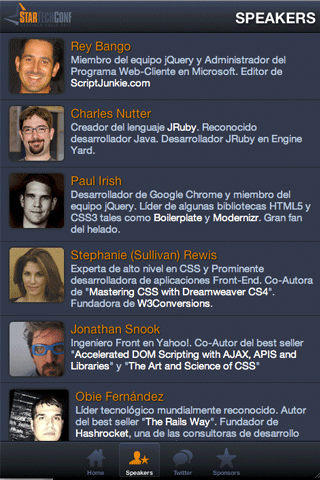 STARTECHCONF
SPEAKERS
Rey Bango
Miembro del equipo jQuery y Administrador del
Programa Web-Cliente en Microsoft. Editor de
ScriptJunkie.com
Charles Nutter
Creador del lenguaje JRuby. Reconocido
desarrollador Java. Desarrollador JRuby en Engine
Yard.
Paul Irish
Desarrollador de Google Chrome y miembro del
equipo jQuery. Líder de algunas bibliotecas HTML5 y
CSS3 tales como Boilerplate y Modernizr. Gran fan
del helado.
Stephanie (Sullivan) Rewis
Experta de alto nivel en CSS y Prominente
desarrolladora de aplicaciones Front-End. Co-Autora
de "Mastering CSS with Dreamweaver CS4".
Fundadora de W3Conversions.
Jonathan Snook
Ingeniero Front en Yahoo!. Co-Autor del best seller
"Accelerated DOM Scripting with AJAX, APIS and
Libraries" y "The Art and Science of CSS"
Obie Fernández
Líder tecnológico mundialmente reconocido. Autor
del best seller "The Rails Way". Fundador de
Hashrocket, una de las consultoras de desarrollo
Home
Speakers
Twitter
Sponsors